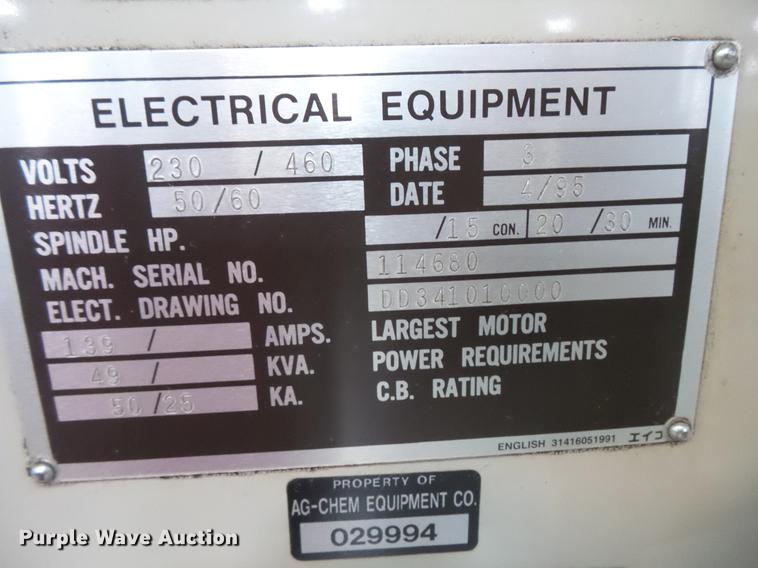 ELECTRICAL EQUIPMENT
VOLTS 230 / 460 PHASE 3
HERTZ 50/60 DATE 4/95
SPINDLE HP. /15 CON. 20 /30 MIN.
MACH. SERIAL NO. 114680
ELECT. DRAWING NO. DD341010000
139 / AMPS. LARGEST MOTOR
49 / KVA. POWER REQUIREMENTS
50/25 KA. C.B. RATING
ENGLISH 31416051991 エイコ
PROPERTY OF
AG-CHEM EQUIPMENT CO.
029994
Purple Wave Auction